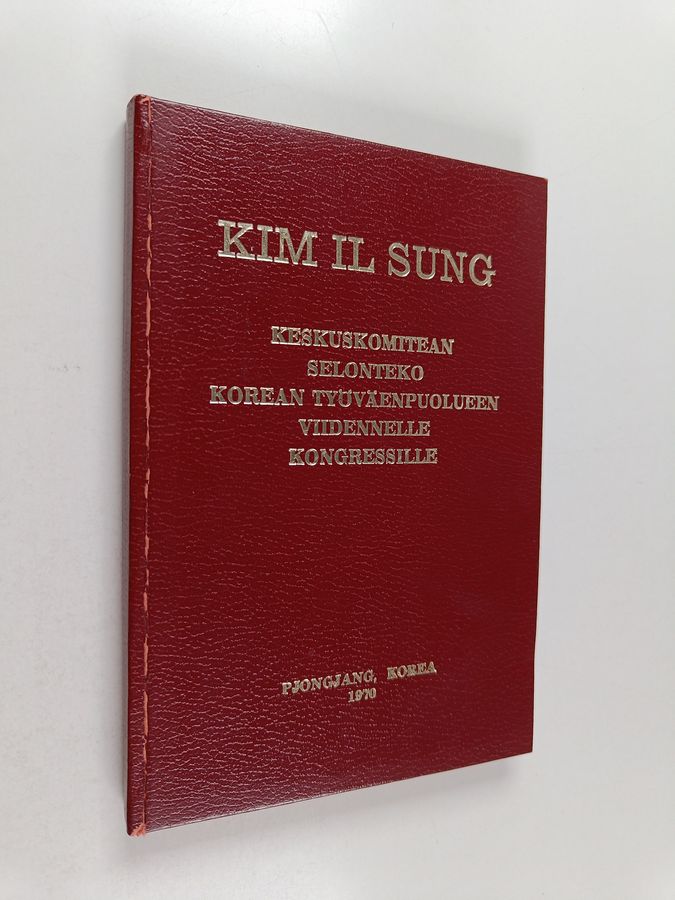 KIM IL SUNG
KESKUSKOMITEAN
SELONTEKO
KOREAN TYÖVÄENPUOLUEEN
VIIDENNELLE
KONGRESSILLE
PJONGJANG, KOREA
1970